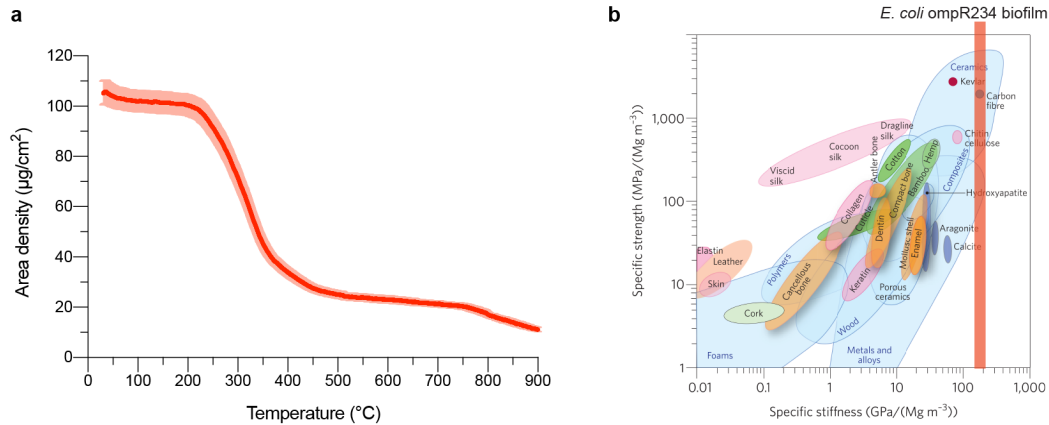 a
120
100
80
60
40
20
0
Area density (µg/cm²)
0 100 200 300 400 500 600 700 800 900
Temperature (°C)
b
E. coli ompR234 biofilm
Specific strength (MPa/(Mg m⁻³))
1,000
100
10
1
Ceramics
Kevlar
Carbon
fibre
Dragline
silk
Cocoon
silk
Viscid
silk
Antler bone
Cotton
Chitin
cellulose
Hemp
Bamboo
Compact bone
Composites
Hydroxyapatite
Collagen
Cuticle
Dentin
Mollusc shell
Enamel
Aragonite
Calcite
Elastin
Leather
Skin
Polymers
Cancellous
bone
Keratin
Porous
ceramics
Cork
Wood
Foams
Metals and
alloys
0.01 0.1 1 10 100 1,000
Specific stiffness (GPa/(Mg m⁻³))